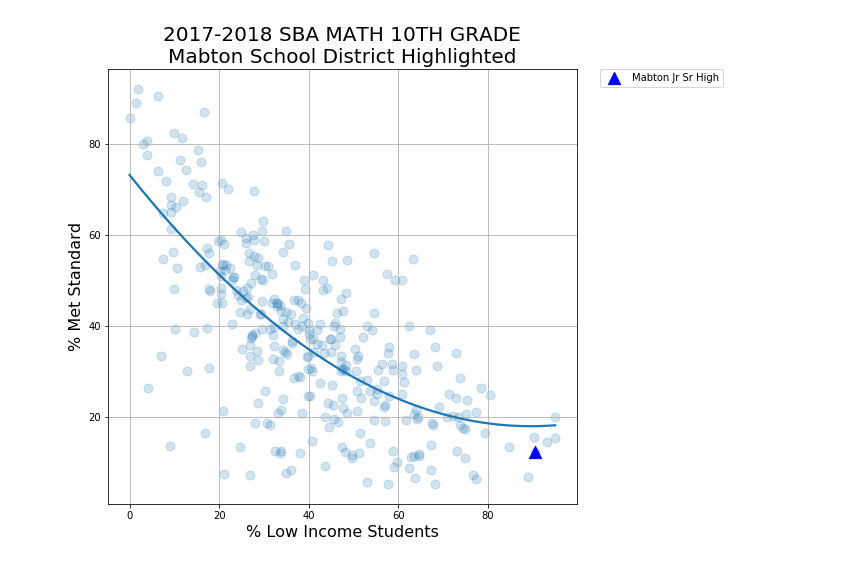 2017-2018 SBA MATH 10TH GRADE
Mabton School District Highlighted
Mabton Jr Sr High
% Met Standard
80
60
40
20
0
20
40
60
80
% Low Income Students